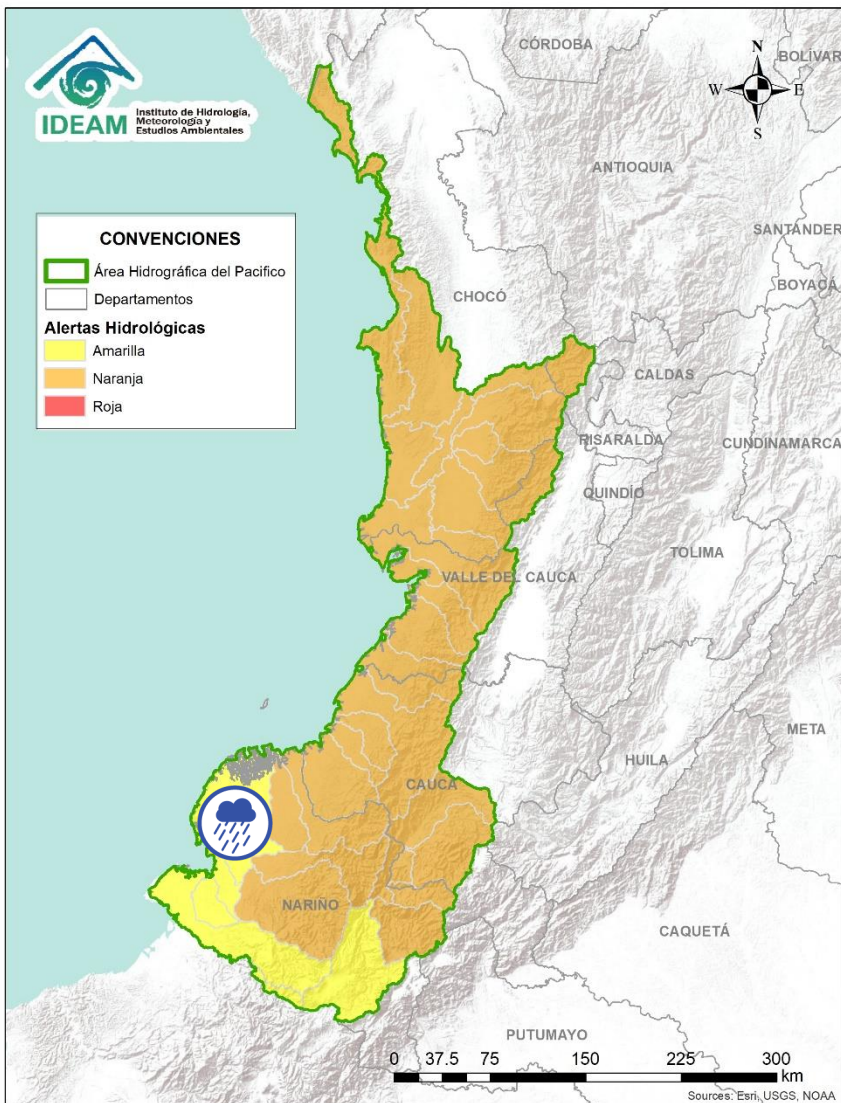 IDEAM
Instituto de Hidrología,
Meteorología y
Estudios Ambientales
CÓRDOBA
BOLÍVAR
N
W
E
S
ANTIOQUIA
SANTANDER
BOYACÁ
CONVENCIONES
Área Hidrográfica del Pacifico
Departamentos
Alertas Hidrológicas
Amarilla
Naranja
Roja
CHOCÓ
CALDAS
RISARALDA
CUNDINAMARCA
QUINDÍO
TOLIMA
VALLE DEL CAUCA
META
HUILA
CAUCA
NARIÑO
CAQUETÁ
PUTUMAYO
0 37.5 75 150 225 300
km
Sources: Esri, USGS, NOAA